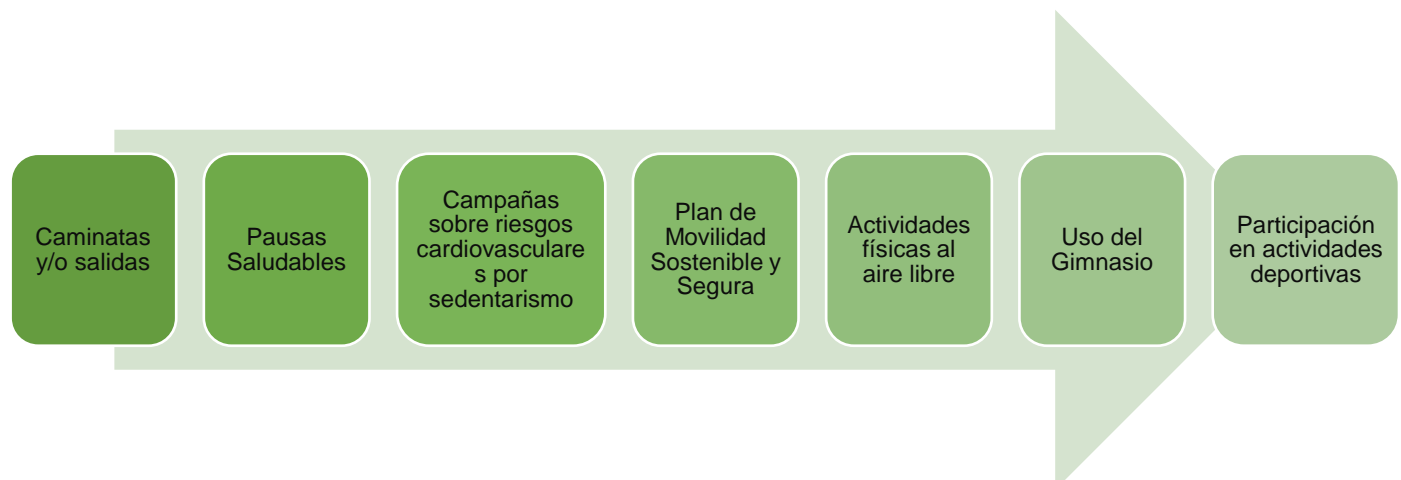 Caminatas
y/o salidas
Pausas
Saludables
Campañas
sobre riesgos
cardiovasculare
s por
sedentarismo
Plan de
Movilidad
Sostenible y
Segura
Actividades
físicas al
aire libre
Uso del
Gimnasio
Participación
en actividades
deportivas